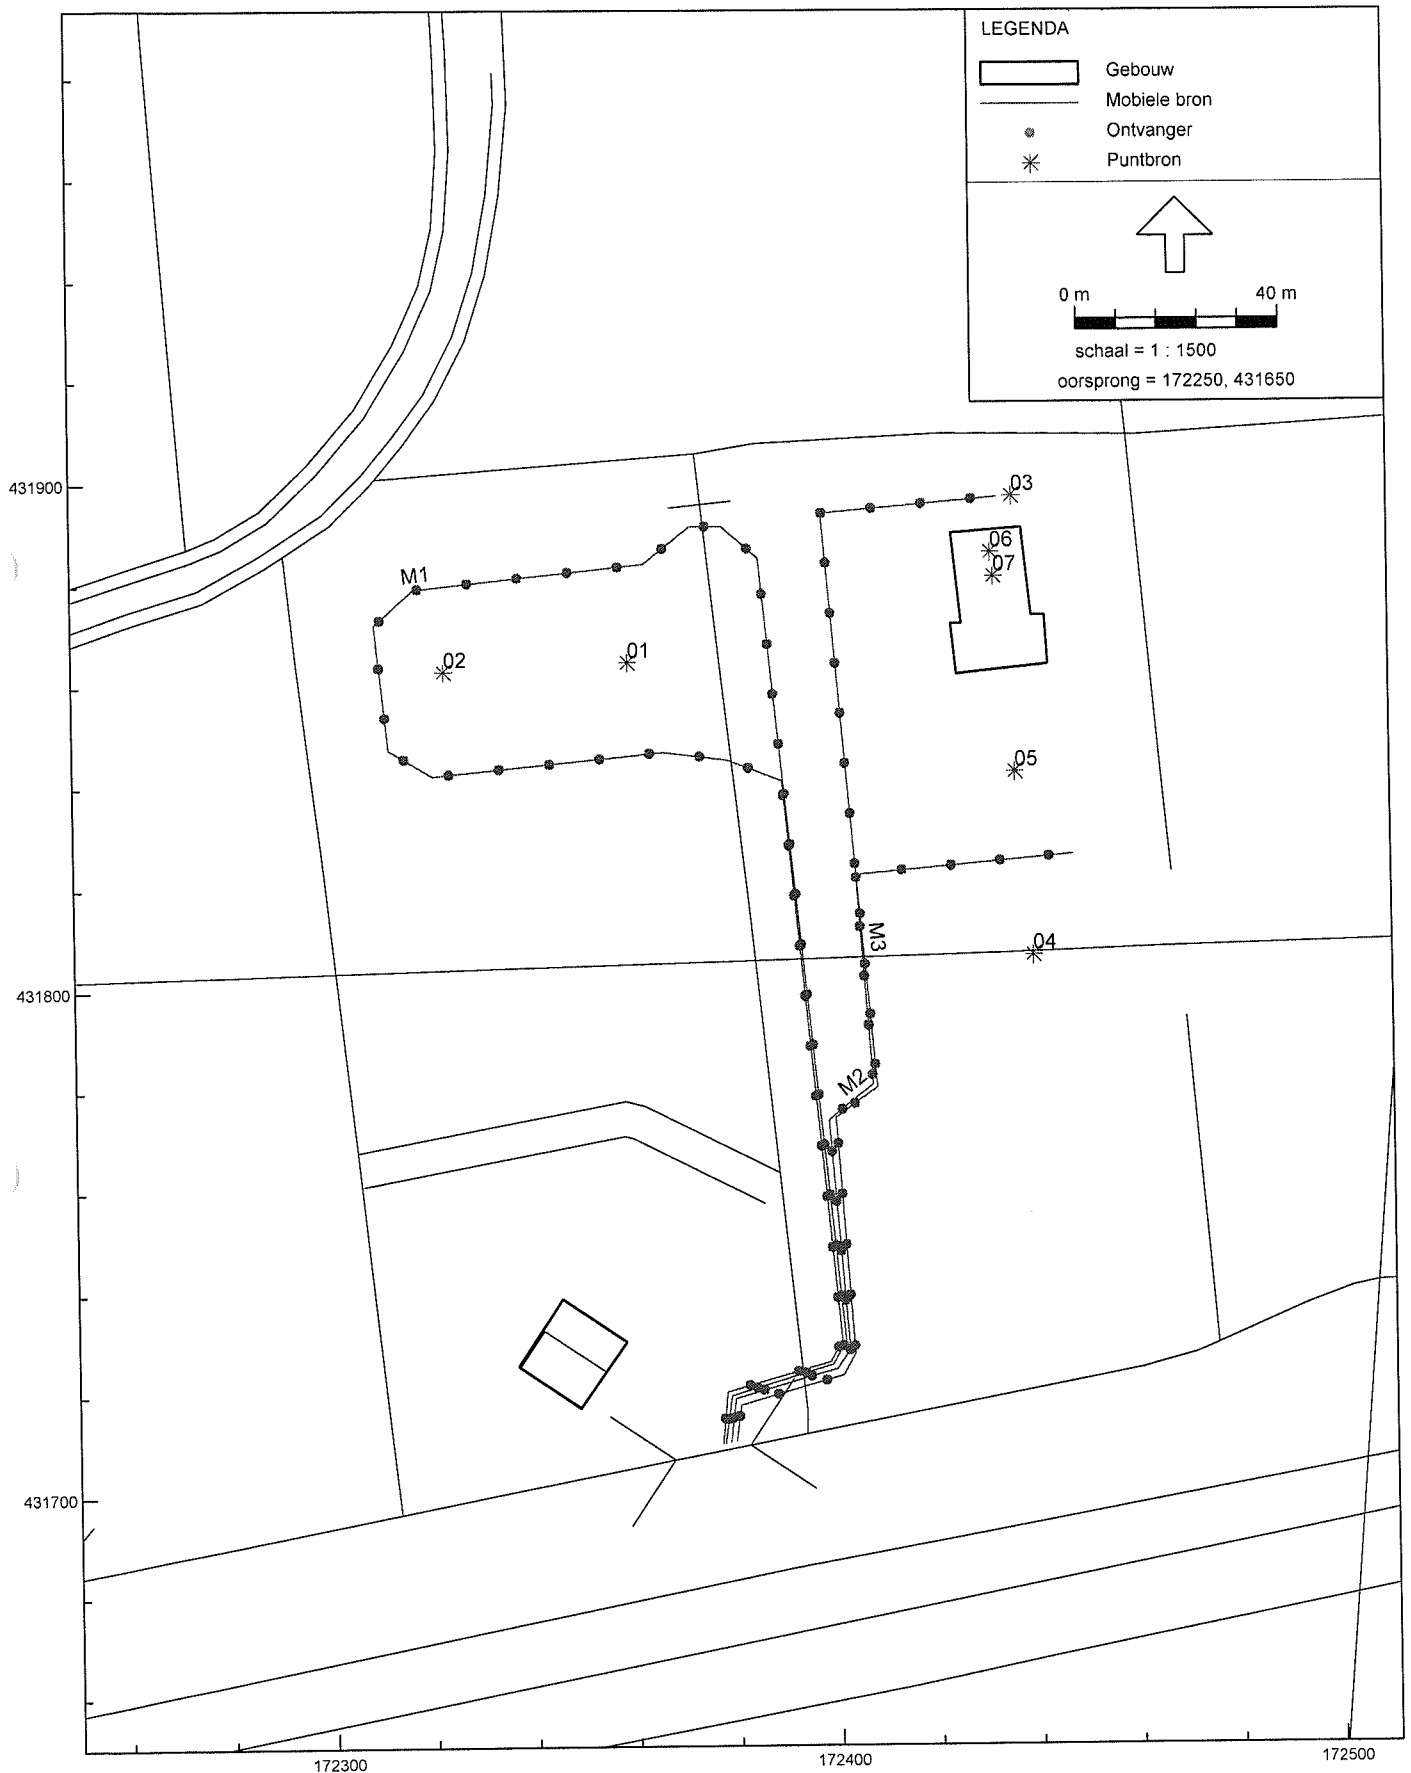 LEGENDA
Gebouw
Mobiele bron
Ontvanger
Puntbron
0 m
40 m
schaal = 1 : 1500
oorsprong = 172250, 431650
431900
03
06
07
M1
02
01
05
M3
04
431800
M2
431700
172300
172400
172500